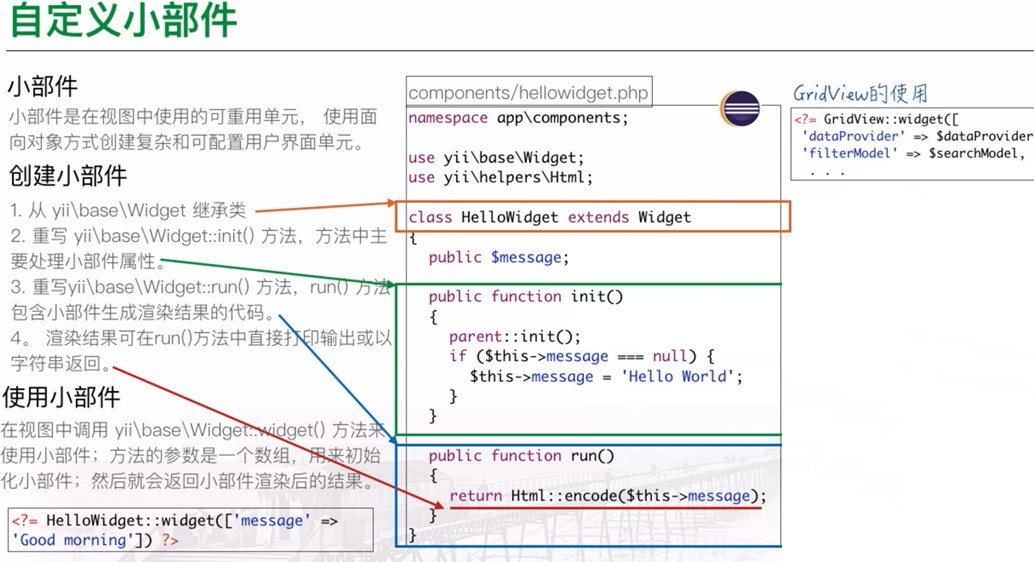 自定义小部件
小部件
小部件是在视图中使用的可重用单元， 使用面
向对象方式创建复杂和可配置用户界面单元。
创建小部件
1. 从 yii\base\Widget 继承类
2. 重写 yii\base\Widget::init() 方法，方法中主
要处理小部件属性。
3. 重写yii\base\Widget::run() 方法，run() 方法
包含小部件生成渲染结果的代码。
4。 渲染结果可在run()方法中直接打印输出或以
字符串返回。
使用小部件
在视图中调用 yii\base\Widget::widget() 方法来
使用小部件；方法的参数是一个数组，用来初始
化小部件；然后就会返回小部件渲染后的结果。
<?= HelloWidget::widget(['message' =>
'Good morning']) ?>
components/hellowidget.php
namespace app\components;
use yii\base\Widget;
use yii\helpers\Html;
class HelloWidget extends Widget
{
public $message;
public function init()
{
parent::init();
if ($this->message === null) {
$this->message = 'Hello World';
}
}
public function run()
{
return Html::encode($this->message);
}
}
GridView的使用
<?= GridView::widget([
'dataProvider' => $dataProvider
'filterModel' => $searchModel,
. . .